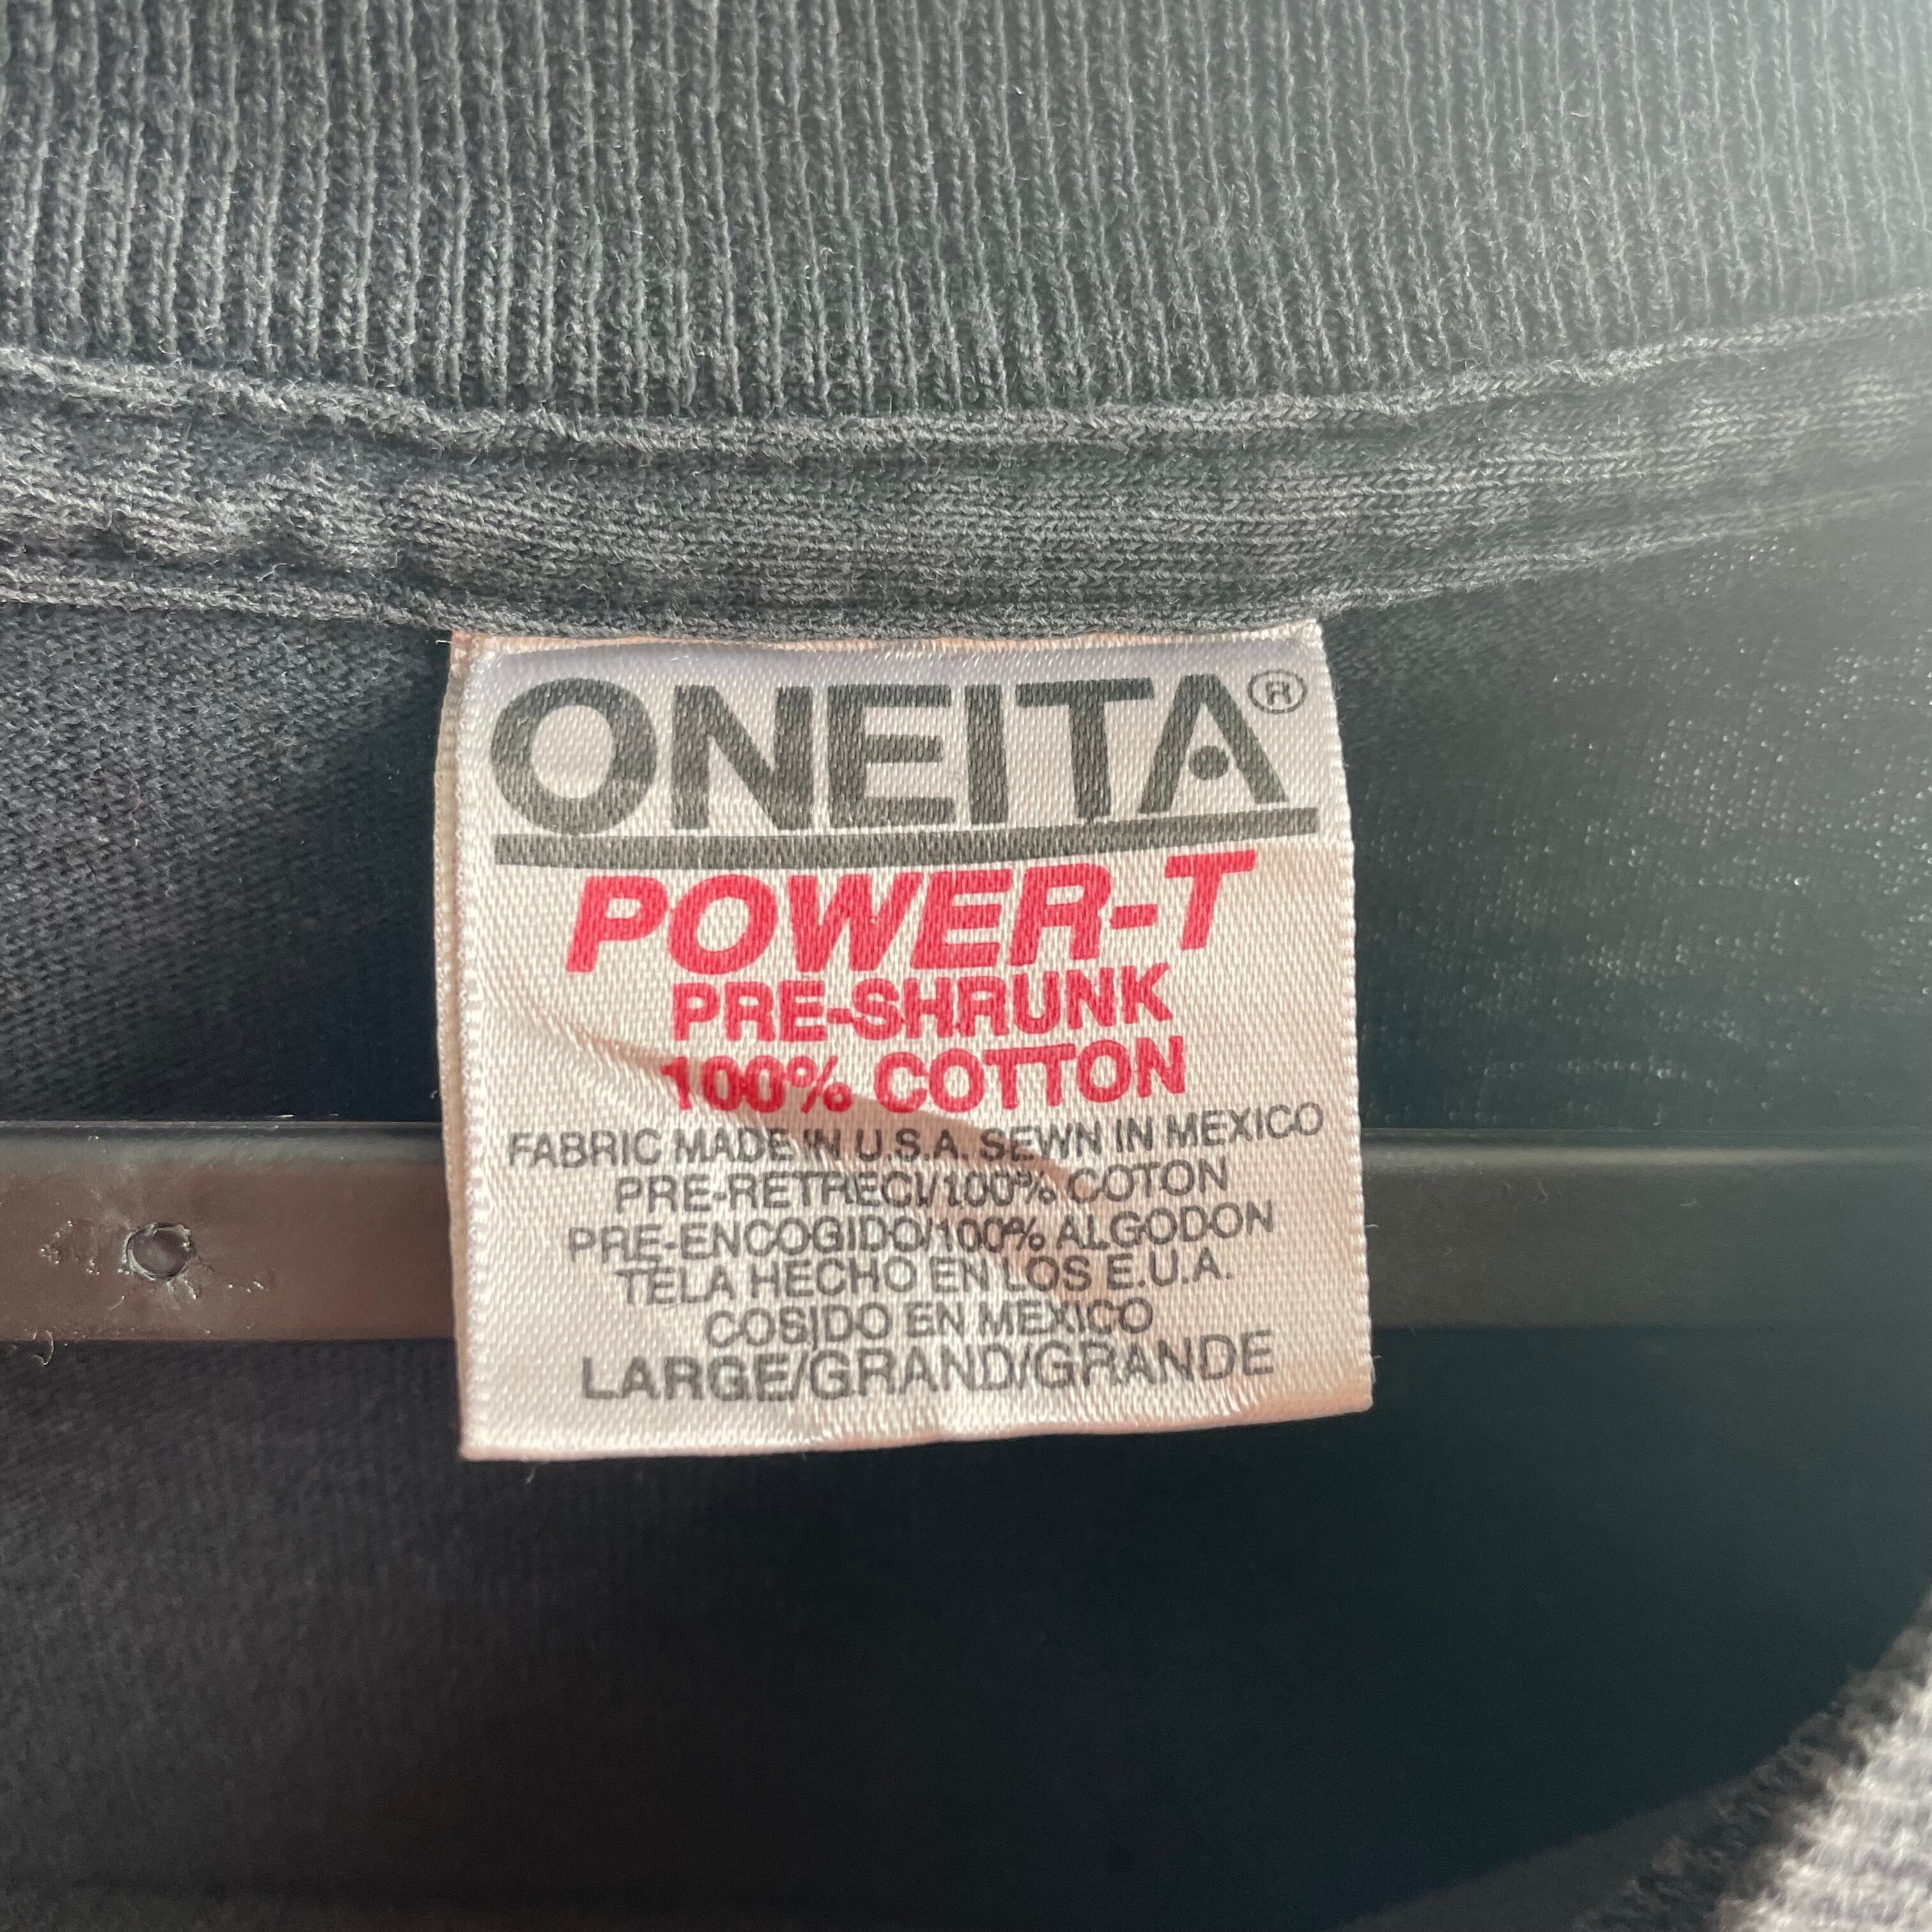 ONEITA®
POWER-T
PRE-SHRUNK
100% COTTON
FABRIC MADE IN U.S.A. SEWN IN MEXICO
PRE-RETRECI/100% COTON
PRE-ENCOGIDO/100% ALGODON
TELA HECHO EN LOS E.U.A.
COSIDO EN MEXICO
LARGE/GRAND/GRANDE